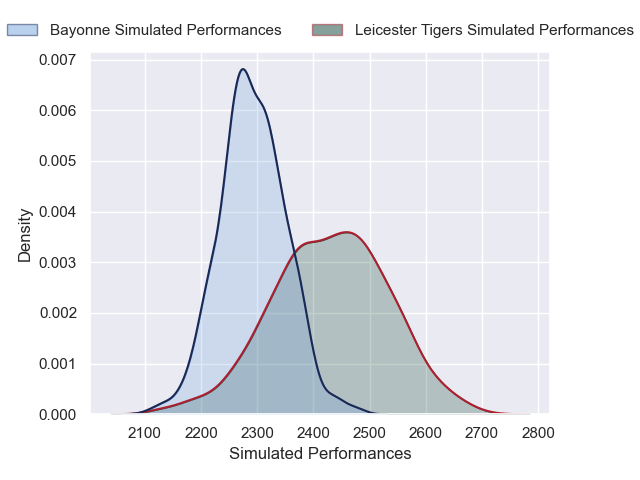 Bayonne Simulated Performances Leicester Tigers Simulated Performances
0.007
0.006
0.005
0.004
0.003
0.002
0.001
0.000
Density
2100 2200 2300 2400 2500 2600 2700 2800
Simulated Performances